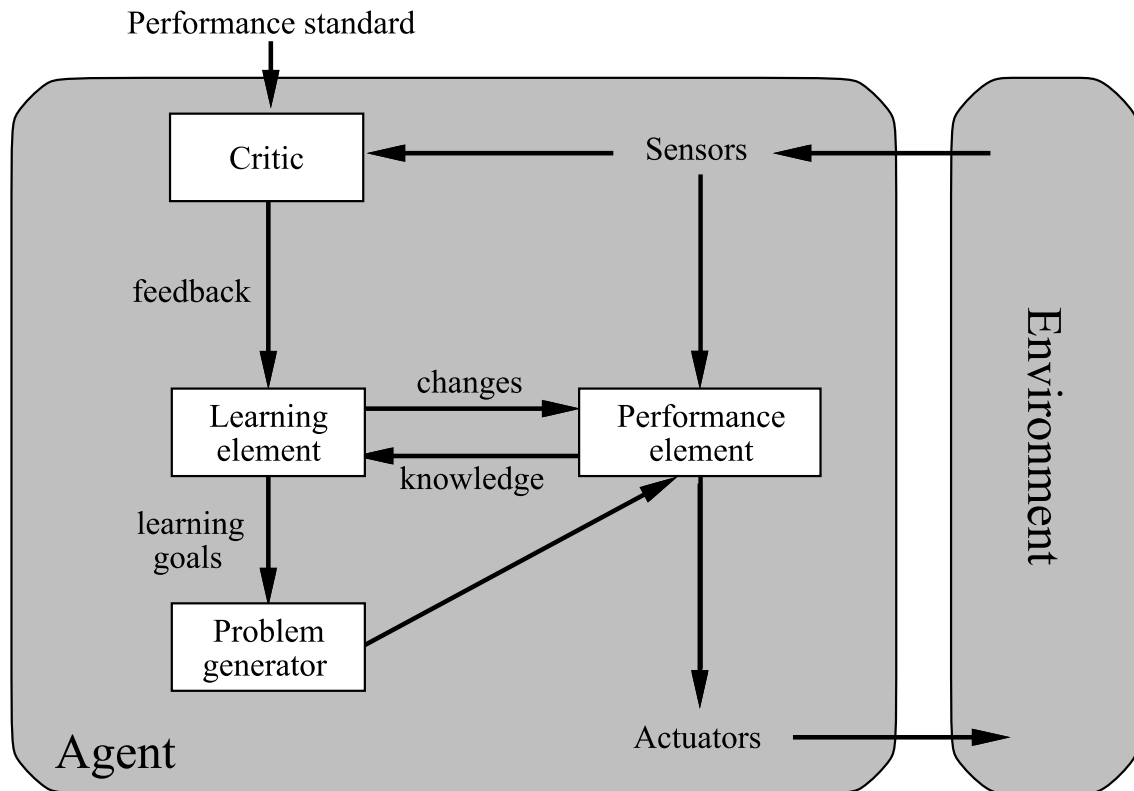 Performance standard
Critic
Sensors
feedback
changes
Learning
element
Performance
element
knowledge
learning
goals
Problem
generator
Agent
Actuators
Environment